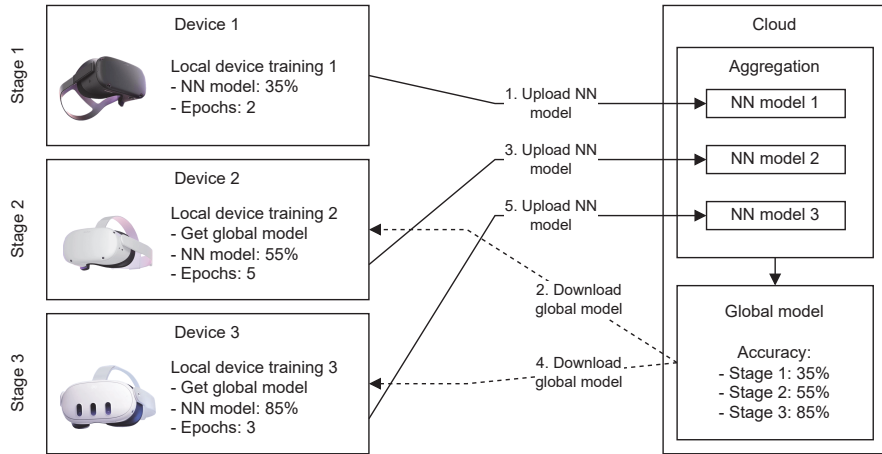 Stage 1
Device 1
Local device training 1
- NN model: 35%
- Epochs: 2
Stage 2
Device 2
Local device training 2
- Get global model
- NN model: 55%
- Epochs: 5
Stage 3
Device 3
Local device training 3
- Get global model
- NN model: 85%
- Epochs: 3
1. Upload NN
model
3. Upload NN
model
5. Upload NN
model
2. Download
global model
4. Download
global model
Cloud
Aggregation
NN model 1
NN model 2
NN model 3
Global model
Accuracy:
- Stage 1: 35%
- Stage 2: 55%
- Stage 3: 85%